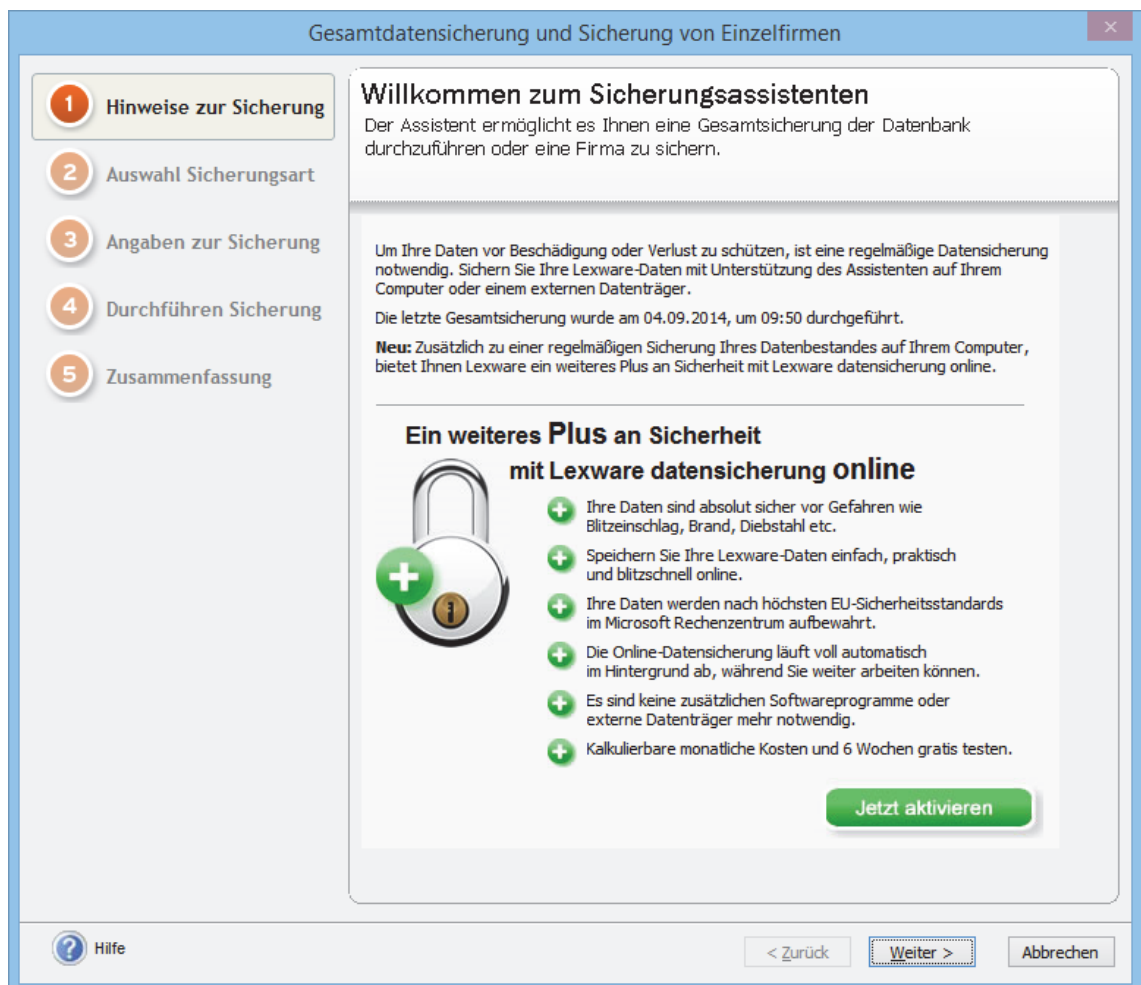 Gesamtdatensicherung und Sicherung von Einzelfirmen
1 Hinweise zur Sicherung
2 Auswahl Sicherungsart
3 Angaben zur Sicherung
4 Durchführen Sicherung
5 Zusammenfassung
Willkommen zum Sicherungsassistenten
Der Assistent ermöglicht es Ihnen eine Gesamtsicherung der Datenbank
durchzuführen oder eine Firma zu sichern.
Um Ihre Daten vor Beschädigung oder Verlust zu schützen, ist eine regelmäßige Datensicherung
notwendig. Sichern Sie Ihre Lexware-Daten mit Unterstützung des Assistenten auf Ihrem
Computer oder einem externen Datenträger.
Die letzte Gesamtsicherung wurde am 04.09.2014, um 09:50 durchgeführt.
Neu: Zusätzlich zu einer regelmäßigen Sicherung Ihres Datenbestandes auf Ihrem Computer,
bietet Ihnen Lexware ein weiteres Plus an Sicherheit mit Lexware datensicherung online.
Ein weiteres Plus an Sicherheit
mit Lexware datensicherung online
Ihre Daten sind absolut sicher vor Gefahren wie
Blitzeinschlag, Brand, Diebstahl etc.
Speichern Sie Ihre Lexware-Daten einfach, praktisch
und blitzschnell online.
Ihre Daten werden nach höchsten EU-Sicherheitsstandards
im Microsoft Rechenzentrum aufbewahrt.
Die Online-Datensicherung läuft voll automatisch
im Hintergrund ab, während Sie weiter arbeiten können.
Es sind keine zusätzlichen Softwareprogramme oder
externe Datenträger mehr notwendig.
Kalkulierbare monatliche Kosten und 6 Wochen gratis testen.
Jetzt aktivieren
? Hilfe
< Zurück
Weiter >
Abbrechen